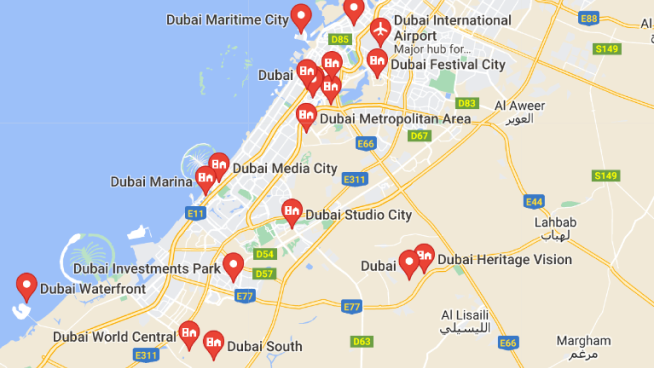 Dubai Maritime City
Dubai International
Airport
Major hub for...
E88
D85
S149
Dubai Festival City
Dubai
D83
Al Aweer
العوير
Dubai Metropolitan Area
D67
E66
Dubai Media City
E311
S149
Dubai Marina
E44
E11
Dubai Studio City
Lahbab
لهباب
D54
Dubai Heritage Vision
Dubai
Dubai Investments Park
D57
Dubai Waterfront
E77
E77
Al Lisaili
الليسيلي
Dubai World Central
E66
Margham
مرغم
D63
Dubai South
E311